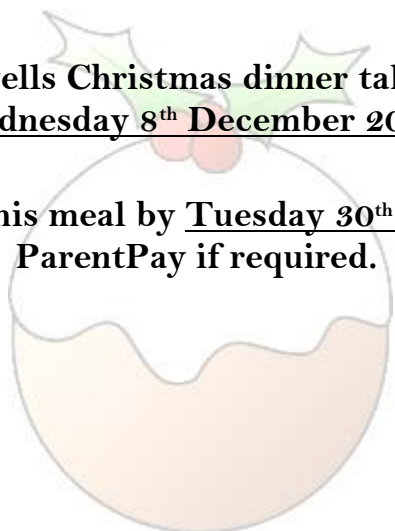 ells Christmas dinner tal
dnesday 8th December 20
his meal by Tuesday 30th
ParentPay if required.